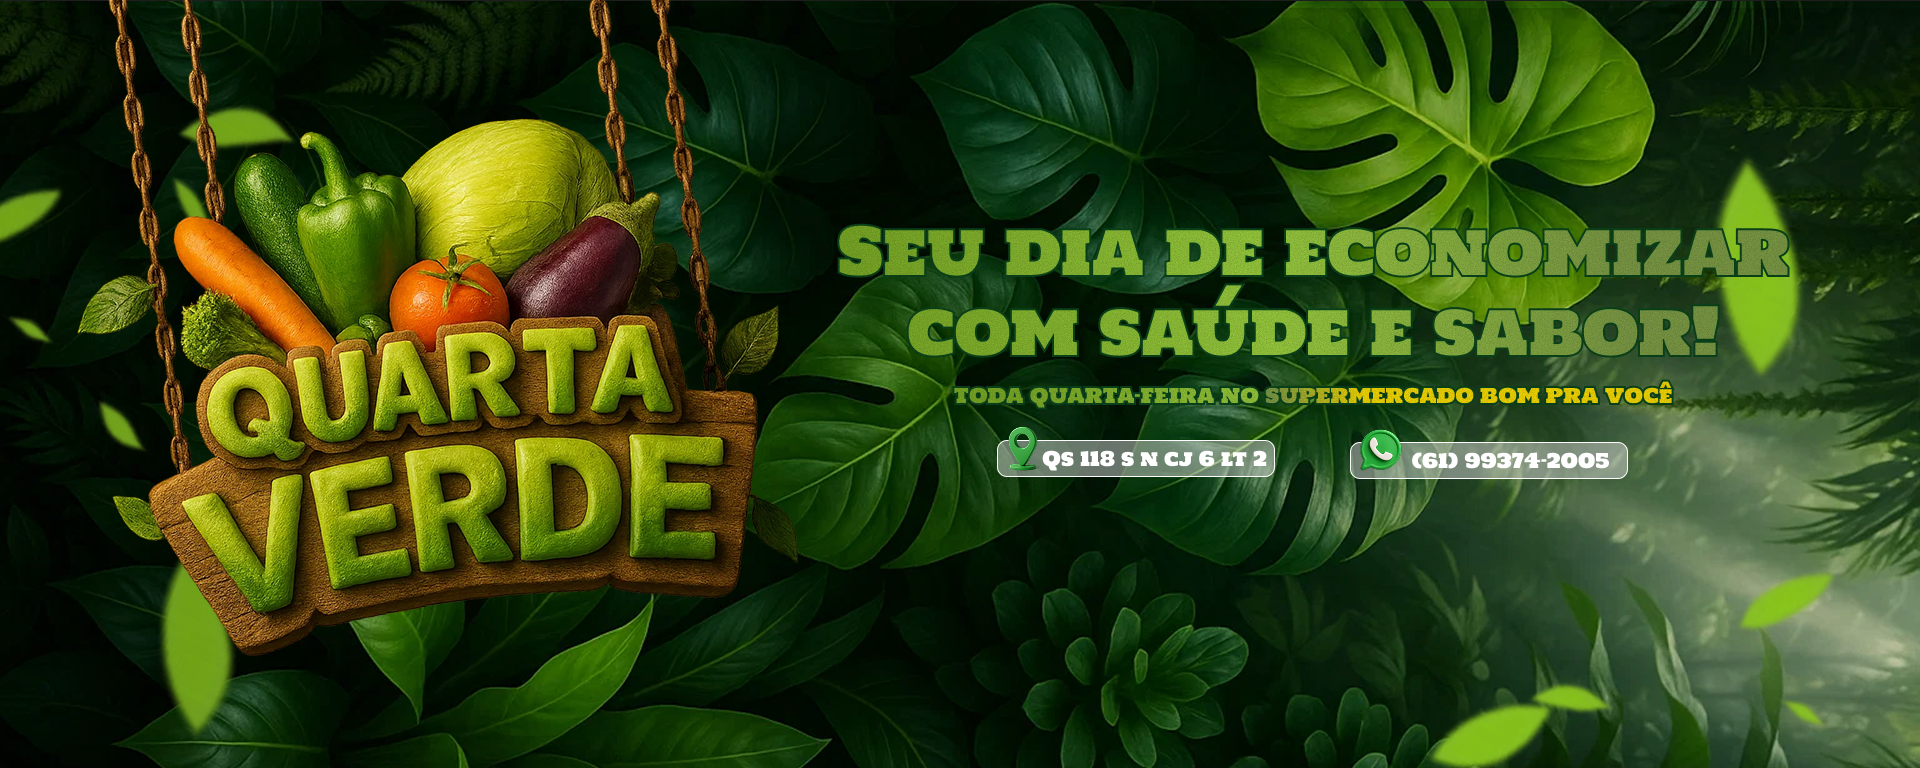 QUARTA
VERDE
SEU DIA DE ECONOMIZAR
COM SAÚDE E SABOR!
TODA QUARTA-FEIRA NO SUPERMERCADO BOM PRA VOCÊ
QS 118 S N CJ 6 LT 2
(61) 99374-2005